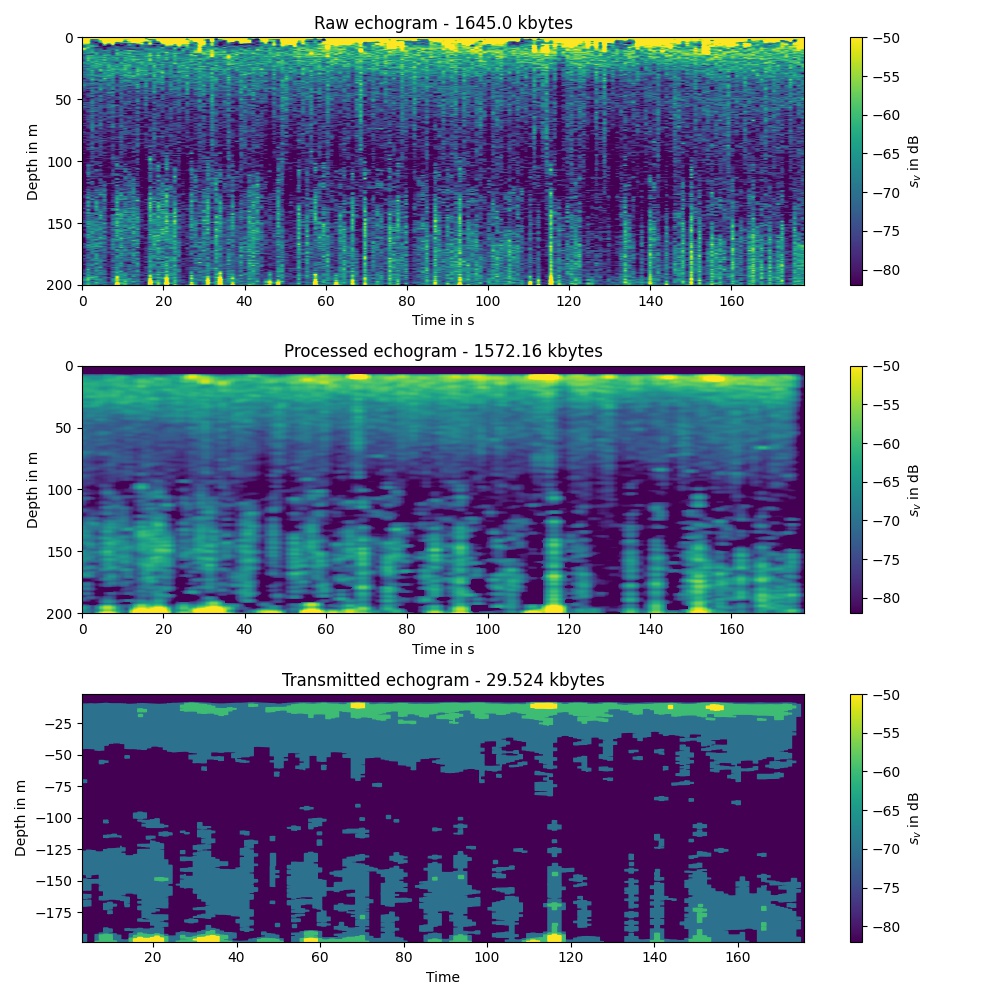 Raw echogram - 1645.0 kbytes
0
50
100
150
200
Depth in m
0 20 40 60 80 100 120 140 160
Time in s
−50
−55
−60
−65
−70
−75
−80
s_v in dB
Processed echogram - 1572.16 kbytes
0
50
100
150
200
Depth in m
0 20 40 60 80 100 120 140 160
Time in s
−50
−55
−60
−65
−70
−75
−80
s_v in dB
Transmitted echogram - 29.524 kbytes
−25
−50
−75
−100
−125
−150
−175
Depth in m
20 40 60 80 100 120 140 160
Time
−50
−55
−60
−65
−70
−75
−80
s_v in dB